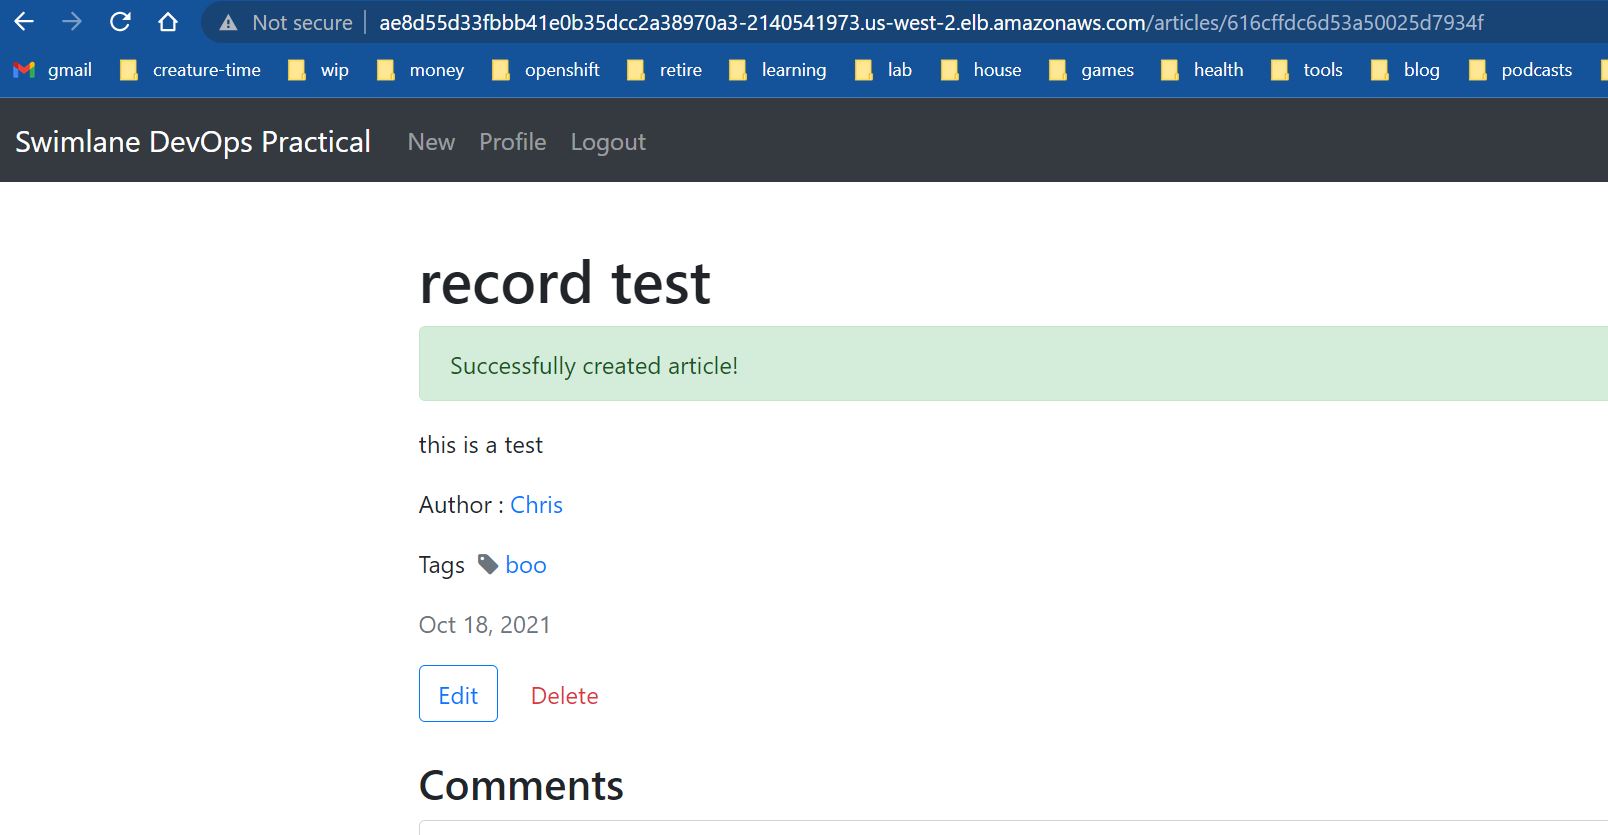 Not secure ae8d55d33fbbb41e0b35dcc2a38970a3-2140541973.us-west-2.elb.amazonaws.com/articles/616cffdc6d53a50025d7934f
gmail creature-time wip money openshift retire learning lab house games health tools blog podcasts
Swimlane DevOps Practical New Profile Logout
record test
Successfully created article!
this is a test
Author : Chris
Tags boo
Oct 18, 2021
Edit Delete
Comments